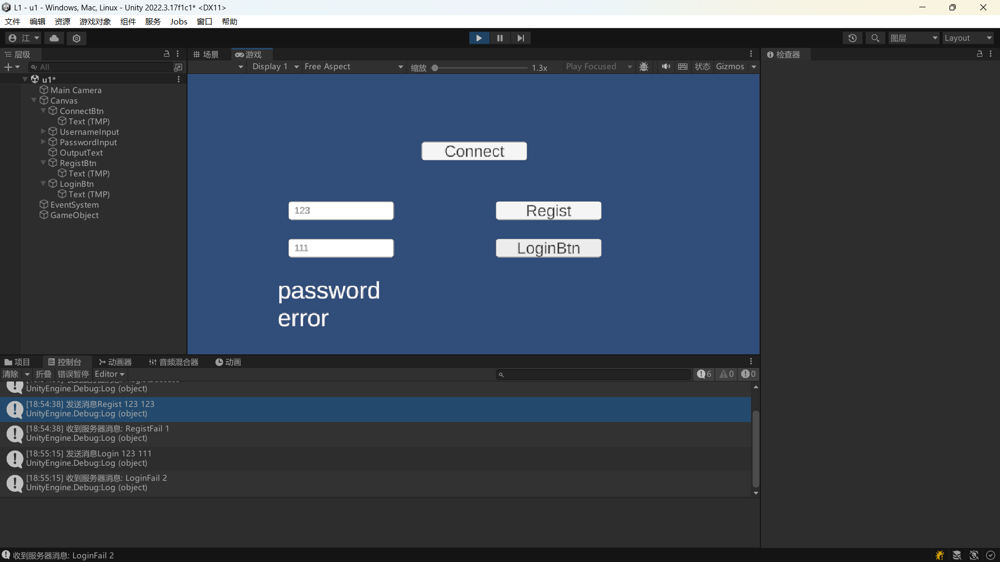 L1 - u1 - Windows, Mac, Linux - Unity 2022.3.17f1c1* <DX11>
文件 编辑 资源 游戏对象 组件 服务 Jobs 窗口 帮助
江
图层 Layout
层级
场景 游戏
检查器
All
Display 1 Free Aspect 缩放 1.3x Play Focused 状态 Gizmos
u1*
Main Camera
Canvas
ConnectBtn
Text (TMP)
UsernameInput
PasswordInput
OutputText
RegistBtn
Text (TMP)
LoginBtn
Text (TMP)
EventSystem
GameObject
Connect
123
Regist
111
LoginBtn
password
error
项目 控制台 动画器 音频混合器 动画
清除 折叠 错误暂停 Editor
6 0 0
UnityEngine.Debug:Log (object)
[18:54:38] 发送消息Regist 123 123
UnityEngine.Debug:Log (object)
[18:54:38] 收到服务器消息: RegistFail 1
UnityEngine.Debug:Log (object)
[18:55:15] 发送消息Login 123 111
UnityEngine.Debug:Log (object)
[18:55:15] 收到服务器消息: LoginFail 2
UnityEngine.Debug:Log (object)
收到服务器消息: LoginFail 2